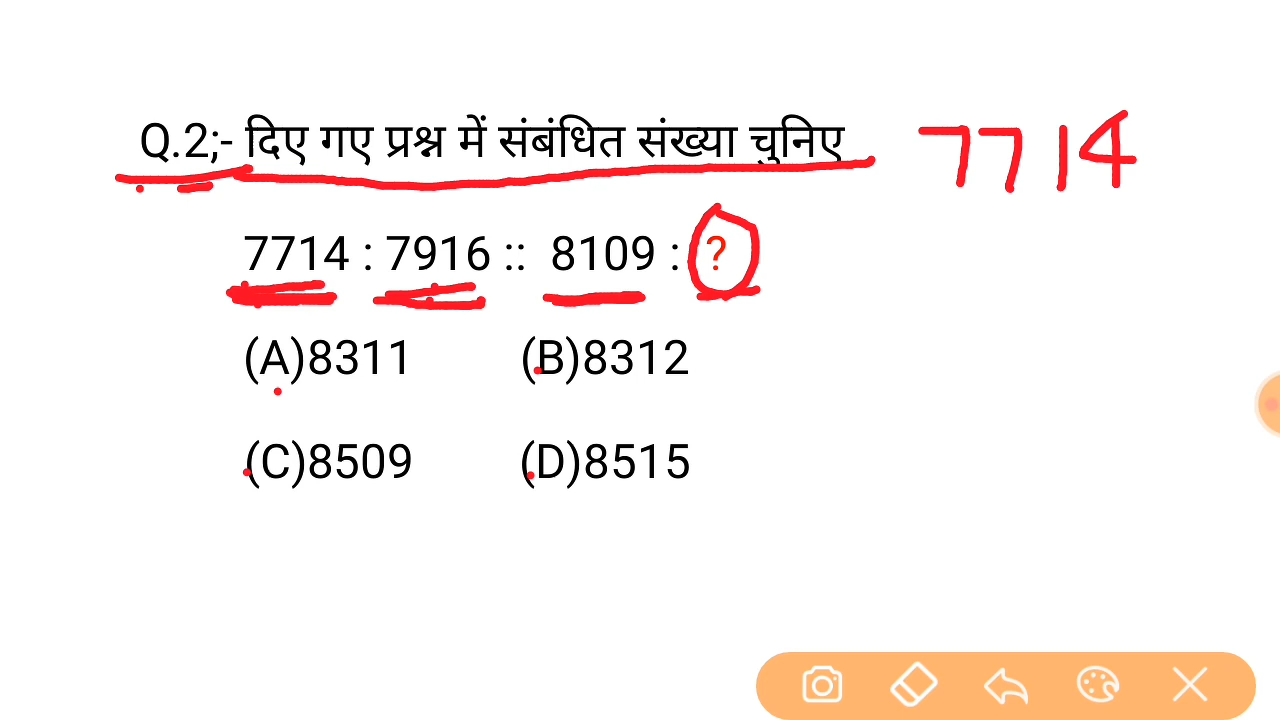 Q.2;- दिए गए प्रश्न में संबंधित संख्या चुनिए 7714
7714 : 7916 :: 8109 : ?
(A)8311 (B)8312
(C)8509 (D)8515